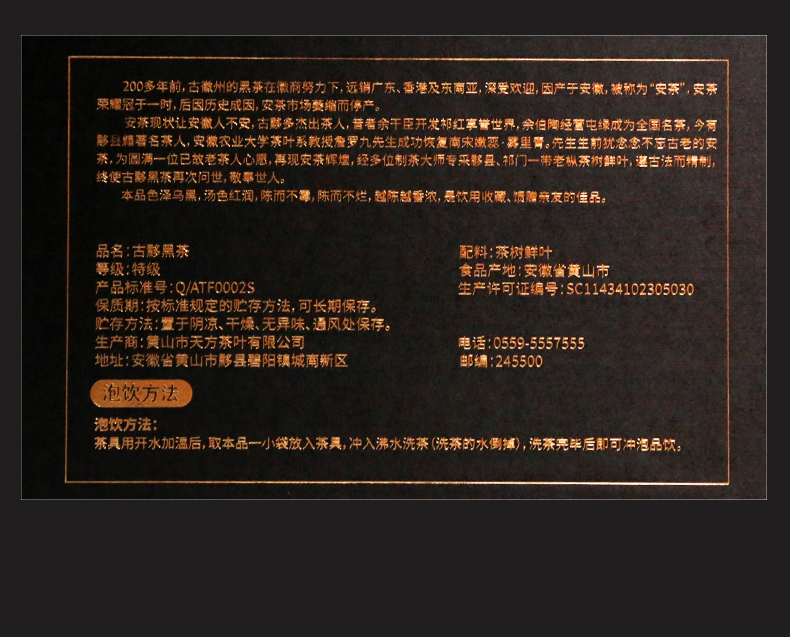 200多年前,古徽州的黑茶在徽商努力下,远销广东、香港及东南亚,深受欢迎,因产于安徽,被称为"安茶",安茶
荣耀冠于一时,后因历史成因,安茶市场萎缩而停产。
安茶现状让安徽人不安,古黟多杰出茶人,昔者余干臣开发祁红享誉世界,余伯陶经营屯绿成为全国名茶,今有
黟县籍著名茶人,安徽农业大学茶叶系教授詹罗九先生成功恢复南宋嫩蕊·雾里青。先生生前犹念念不忘古老的安
茶,为圆满一位已故老茶人心愿,再现安茶辉煌,经多位制茶大师专采黟县、祁门一带老枞茶树鲜叶,遵古法而精制,
终使古黟黑茶再次问世,敬奉世人。
本品色泽乌黑,汤色红润,陈而不霉,陈而不烂,越陈越香浓,是饮用收藏、馈赠亲友的佳品。
品名:古黟黑茶 配料:茶树鲜叶
等级:特级 食品产地:安徽省黄山市
产品标准号:Q/ATF0002S 生产许可证编号:SC11434102305030
保质期:按标准规定的贮存方法,可长期保存。
贮存方法:置于阴凉、干燥、无异味、通风处保存。
生产商:黄山市天方茶叶有限公司 电话:0559-5557555
地址:安徽省黄山市黟县碧阳镇城南新区 邮编:245500
泡饮方法
泡饮方法:
茶具用开水加温后,取本品一小袋放入茶具,冲入沸水洗茶(洗茶的水倒掉),洗茶完毕后即可冲泡品饮。